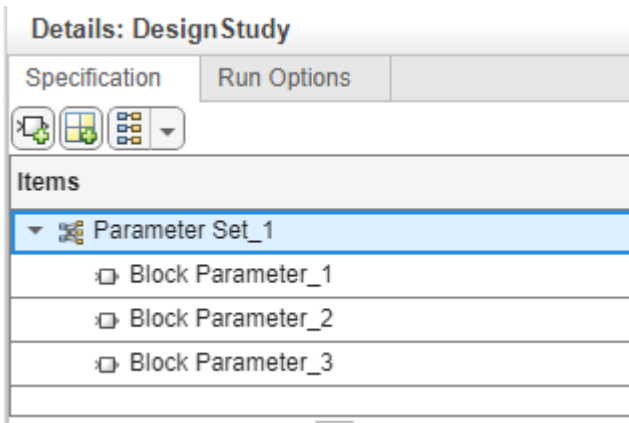 Details: DesignStudy
Specification Run Options
Items
Parameter Set_1
Block Parameter_1
Block Parameter_2
Block Parameter_3